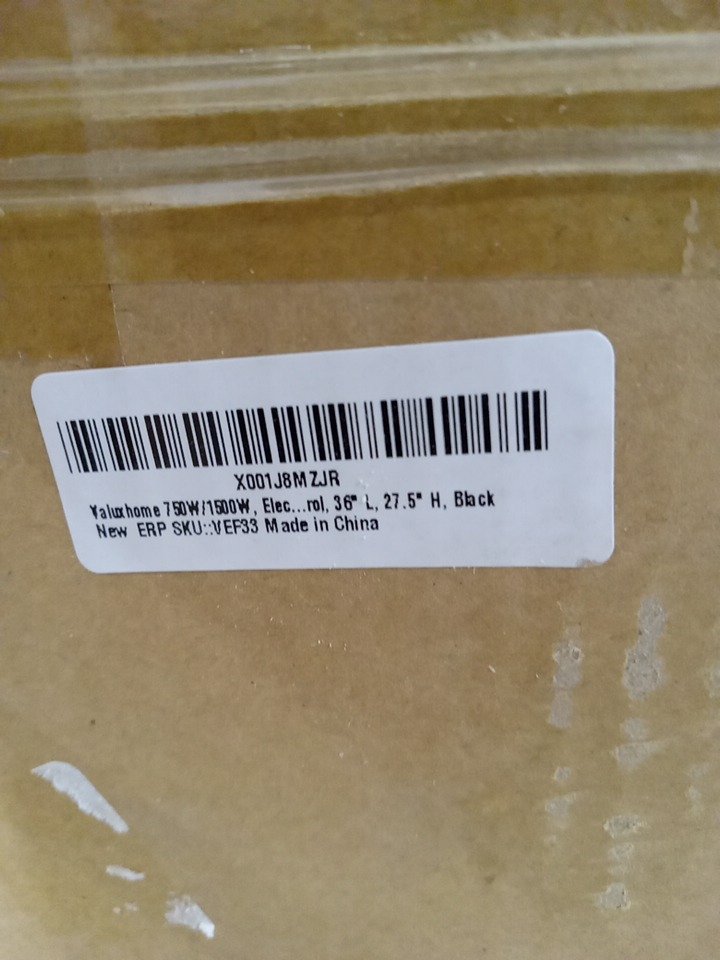 X001J8MZJR
Valuxhome 750W/1500W, Elec...rol, 36" L, 27.5" H, Black
New ERP SKU::VEF33 Made in China